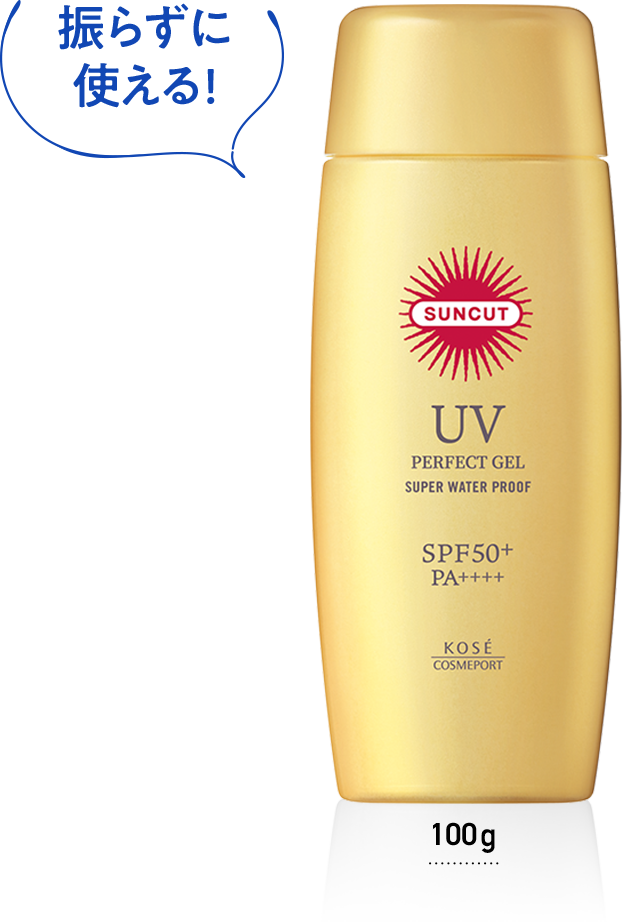 振らずに
使える!
SUNCUT
UV
PERFECT GEL
SUPER WATER PROOF
SPF50+
PA++++
KOSÉ
COSMEPORT
100g